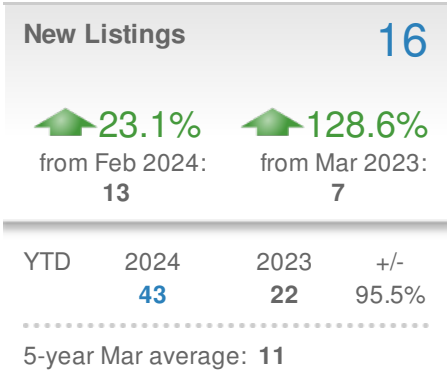 New Listings 16
23.1% 128.6%
from Feb 2024: from Mar 2023:
13 7
YTD 2024 2023 +/-
43 22 95.5%
5-year Mar average: 11